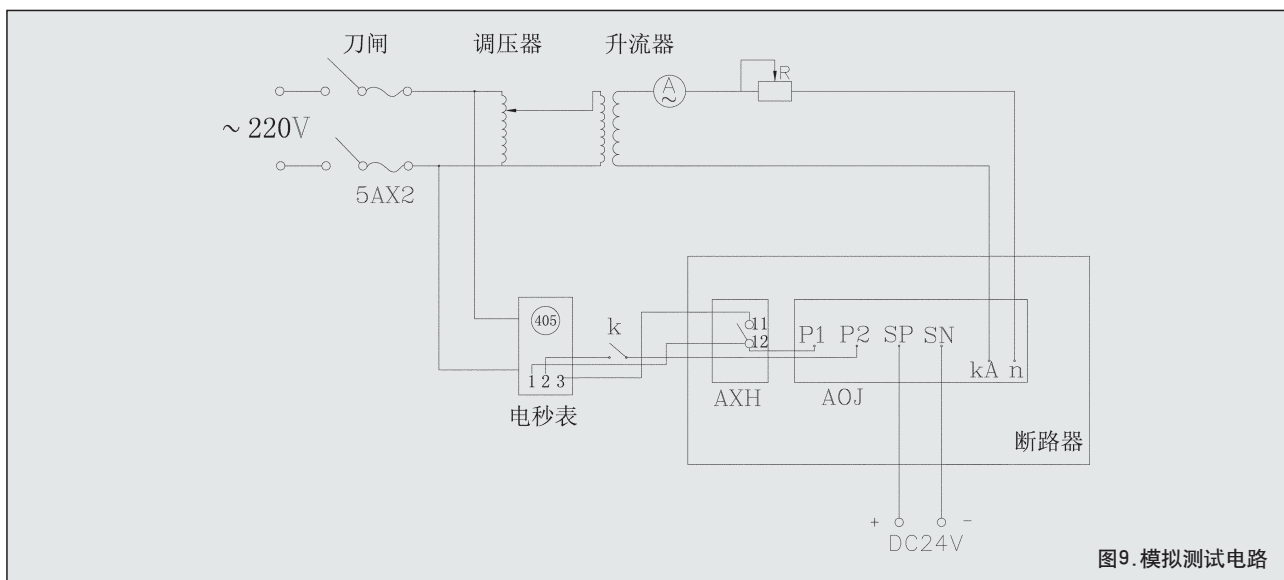 刀闸 调压器 升流器
A
~
R
~ 220V
5AX2
405
k
11
12
P1 P2 SP SN
1 2 3
kA n
AXH AOJ
电秒表
断路器
+ -
DC24V
图9.模拟测试电路